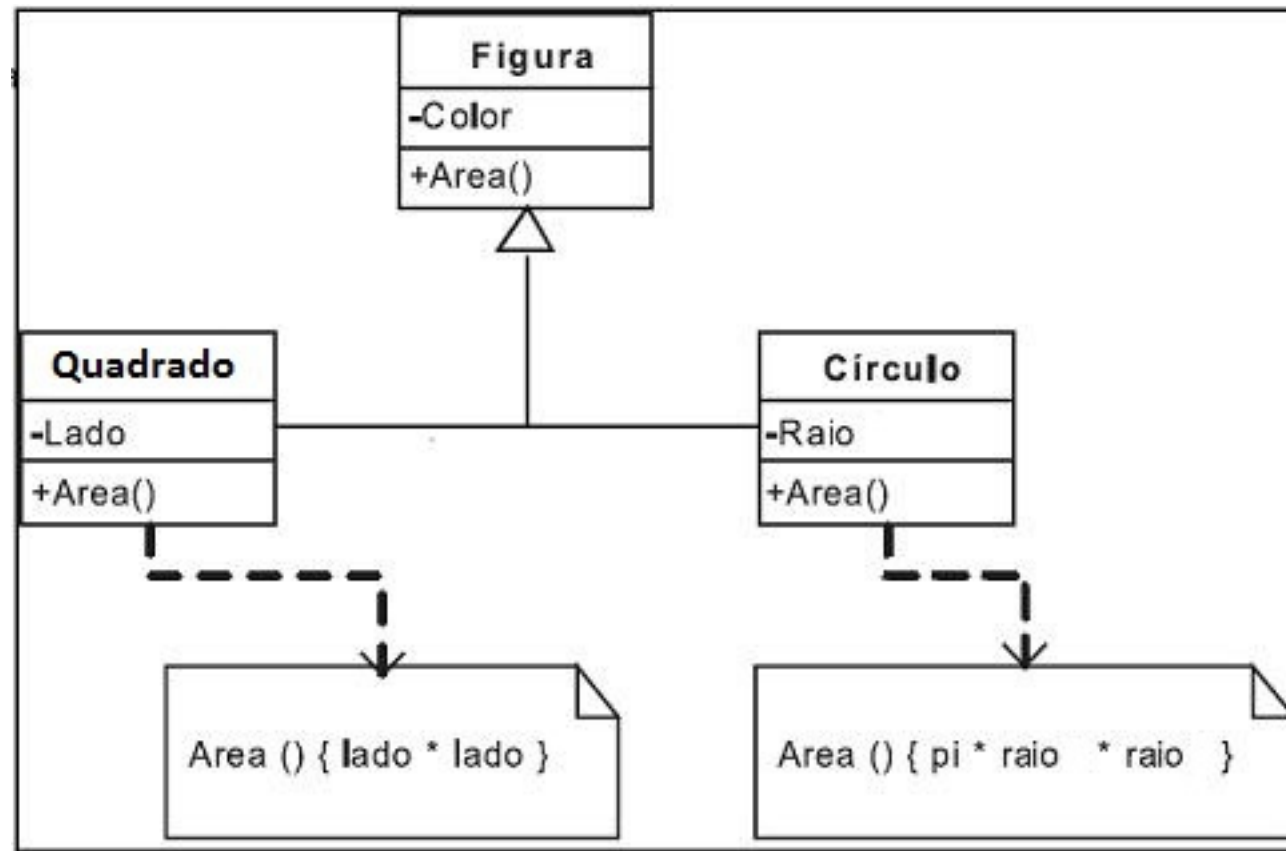 Figura
-Color
+Area()
Quadrado
-Lado
+Area()
Círculo
-Raio
+Area()
Area () { lado * lado }
Area () { pi * raio * raio }